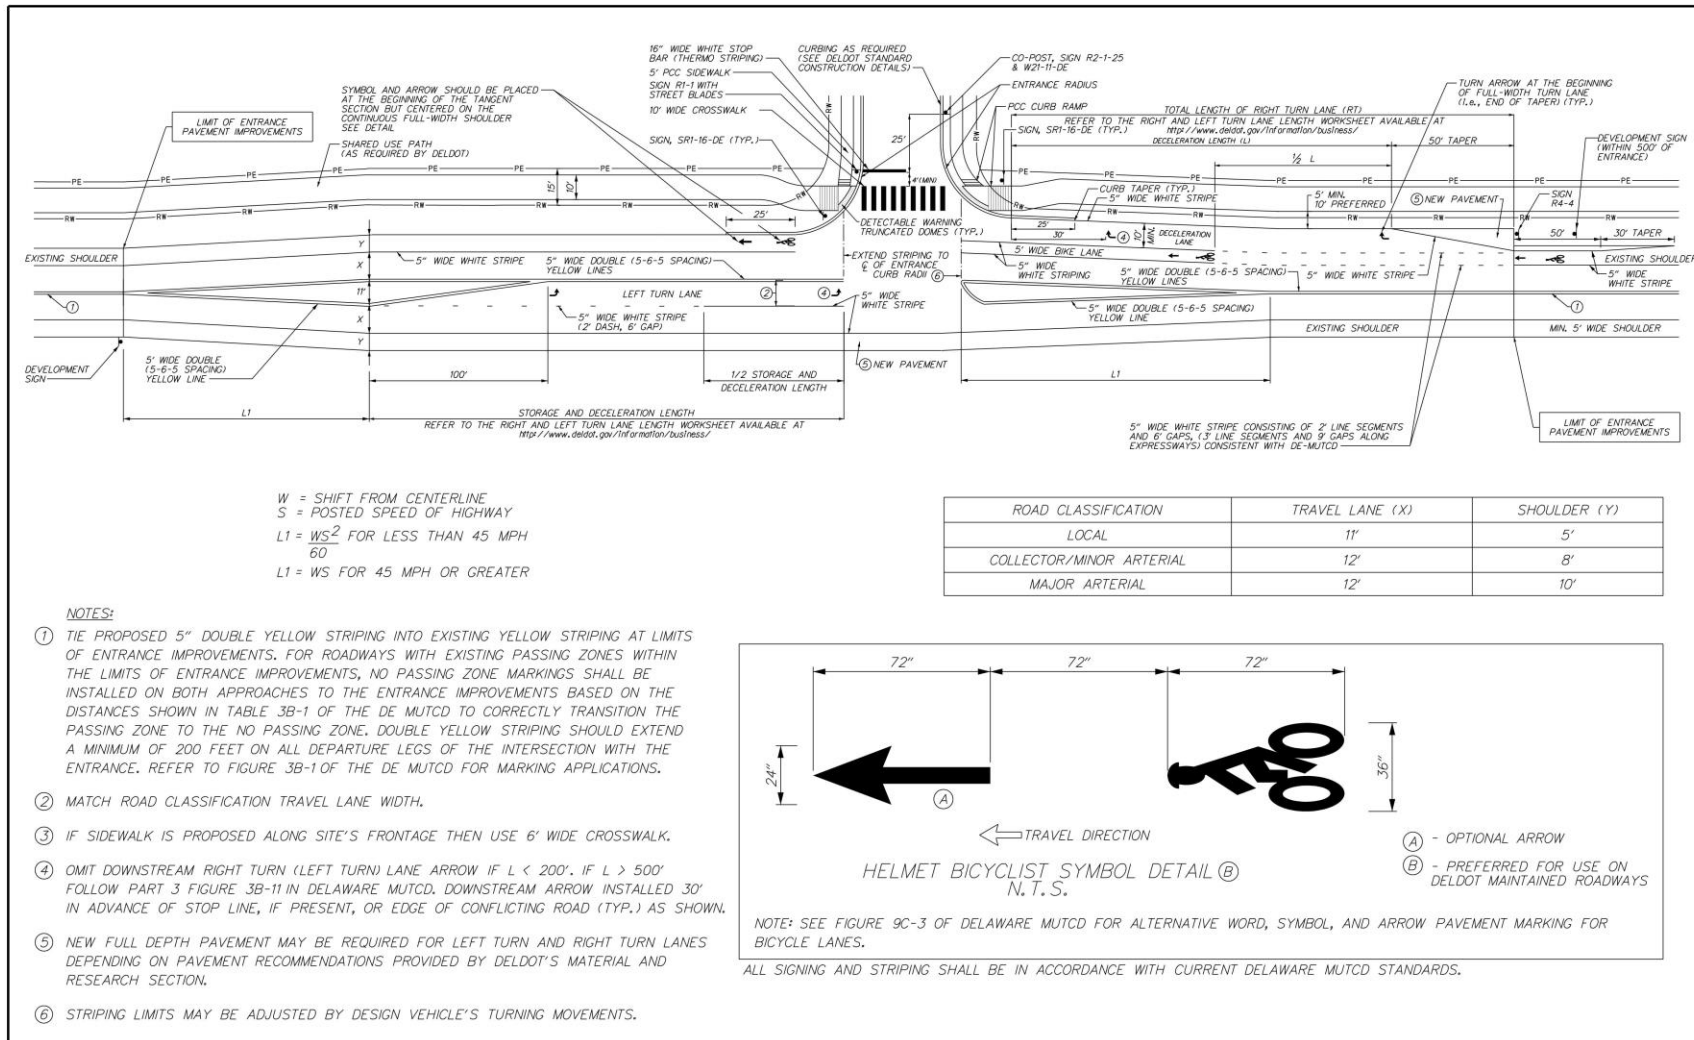 16" WIDE WHITE STOP
BAR (THERMO STRIPING)
5' PCC SIDEWALK
SIGN R1-1 WITH
STREET BLADES
10' WIDE CROSSWALK
SIGN, SR1-16-DE (TYP.)
CURBING AS REQUIRED
(SEE DELDOT STANDARD
CONSTRUCTION DETAILS)
CO-POST, SIGN R2-1-25
& W21-11-DE
ENTRANCE RADIUS
PCC CURB RAMP
SIGN, SR1-16-DE (TYP.)
TURN ARROW AT THE BEGINNING
OF FULL-WIDTH TURN LANE
(i.e., END OF TAPER) (TYP.)
SYMBOL AND ARROW SHOULD BE PLACED
AT THE BEGINNING OF THE TANGENT
SECTION BUT CENTERED ON THE
CONTINUOUS FULL-WIDTH SHOULDER
SEE DETAIL
LIMIT OF ENTRANCE
PAVEMENT IMPROVEMENTS
SHARED USE PATH
(AS REQUIRED BY DELDOT)
TOTAL LENGTH OF RIGHT TURN LANE (RT)
REFER TO THE RIGHT AND LEFT TURN LANE LENGTH WORKSHEET AVAILABLE AT
http://www.deldot.gov/information/business/
DECELERATION LENGTH (L)
50' TAPER
½ L
DEVELOPMENT SIGN
(WITHIN 500' OF
ENTRANCE)
PE PE PE PE PE PE PE PE
RW RW RW RW RW RW
15'
10'
25'
25'
4'(MIN)
DETECTABLE WARNING
TRUNCATED DOMES (TYP.)
CURB TAPER (TYP.)
5" WIDE WHITE STRIPE
5' MIN.
10' PREFERRED
⑤ NEW PAVEMENT
SIGN
R4-4
25'
30'
④
10'
MIN.
DECELERATION
LANE
50'
30' TAPER
EXISTING SHOULDER
Y
X
11'
X
Y
5" WIDE WHITE STRIPE
5" WIDE DOUBLE (5-6-5 SPACING)
YELLOW LINES
EXTEND STRIPING TO
℄ OF ENTRANCE
CURB RADII ⑥
5' WIDE BIKE LANE
5" WIDE
WHITE STRIPING
5" WIDE DOUBLE (5-6-5 SPACING)
YELLOW LINES
5" WIDE WHITE STRIPE
EXISTING SHOULDER
5" WIDE
WHITE STRIPE
①
LEFT TURN LANE
②
④
5" WIDE
WHITE STRIPE
5" WIDE WHITE STRIPE
(2' DASH, 6' GAP)
5" WIDE DOUBLE (5-6-5 SPACING)
YELLOW LINE
①
EXISTING SHOULDER
MIN. 5' WIDE SHOULDER
DEVELOPMENT
SIGN
5' WIDE DOUBLE
(5-6-5 SPACING)
YELLOW LINE
⑤ NEW PAVEMENT
100'
1/2 STORAGE AND
DECELERATION LENGTH
L1
L1
STORAGE AND DECELERATION LENGTH
REFER TO THE RIGHT AND LEFT TURN LANE LENGTH WORKSHEET AVAILABLE AT
http://www.deldot.gov/information/business/
5" WIDE WHITE STRIPE CONSISTING OF 2' LINE SEGMENTS
AND 6' GAPS, (3' LINE SEGMENTS AND 9' GAPS ALONG
EXPRESSWAYS) CONSISTENT WITH DE-MUTCD
LIMIT OF ENTRANCE
PAVEMENT IMPROVEMENTS
W = SHIFT FROM CENTERLINE
S = POSTED SPEED OF HIGHWAY
L1 = WS²/60 FOR LESS THAN 45 MPH
L1 = WS FOR 45 MPH OR GREATER
ROAD CLASSIFICATION TRAVEL LANE (X) SHOULDER (Y)
LOCAL 11' 5'
COLLECTOR/MINOR ARTERIAL 12' 8'
MAJOR ARTERIAL 12' 10'
NOTES:
① TIE PROPOSED 5" DOUBLE YELLOW STRIPING INTO EXISTING YELLOW STRIPING AT LIMITS
OF ENTRANCE IMPROVEMENTS. FOR ROADWAYS WITH EXISTING PASSING ZONES WITHIN
THE LIMITS OF ENTRANCE IMPROVEMENTS, NO PASSING ZONE MARKINGS SHALL BE
INSTALLED ON BOTH APPROACHES TO THE ENTRANCE IMPROVEMENTS BASED ON THE
DISTANCES SHOWN IN TABLE 3B-1 OF THE DE MUTCD TO CORRECTLY TRANSITION THE
PASSING ZONE TO THE NO PASSING ZONE. DOUBLE YELLOW STRIPING SHOULD EXTEND
A MINIMUM OF 200 FEET ON ALL DEPARTURE LEGS OF THE INTERSECTION WITH THE
ENTRANCE. REFER TO FIGURE 3B-1 OF THE DE MUTCD FOR MARKING APPLICATIONS.
② MATCH ROAD CLASSIFICATION TRAVEL LANE WIDTH.
③ IF SIDEWALK IS PROPOSED ALONG SITE'S FRONTAGE THEN USE 6' WIDE CROSSWALK.
④ OMIT DOWNSTREAM RIGHT TURN (LEFT TURN) LANE ARROW IF L < 200'. IF L > 500'
FOLLOW PART 3 FIGURE 3B-11 IN DELAWARE MUTCD. DOWNSTREAM ARROW INSTALLED 30'
IN ADVANCE OF STOP LINE, IF PRESENT, OR EDGE OF CONFLICTING ROAD (TYP.) AS SHOWN.
⑤ NEW FULL DEPTH PAVEMENT MAY BE REQUIRED FOR LEFT TURN AND RIGHT TURN LANES
DEPENDING ON PAVEMENT RECOMMENDATIONS PROVIDED BY DELDOT'S MATERIAL AND
RESEARCH SECTION.
⑥ STRIPING LIMITS MAY BE ADJUSTED BY DESIGN VEHICLE'S TURNING MOVEMENTS.
72" 72" 72"
24"
36"
Ⓐ
TRAVEL DIRECTION
HELMET BICYCLIST SYMBOL DETAIL Ⓑ
N.T.S.
Ⓐ - OPTIONAL ARROW
Ⓑ - PREFERRED FOR USE ON
DELDOT MAINTAINED ROADWAYS
NOTE: SEE FIGURE 9C-3 OF DELAWARE MUTCD FOR ALTERNATIVE WORD, SYMBOL, AND ARROW PAVEMENT MARKING FOR
BICYCLE LANES.
ALL SIGNING AND STRIPING SHALL BE IN ACCORDANCE WITH CURRENT DELAWARE MUTCD STANDARDS.